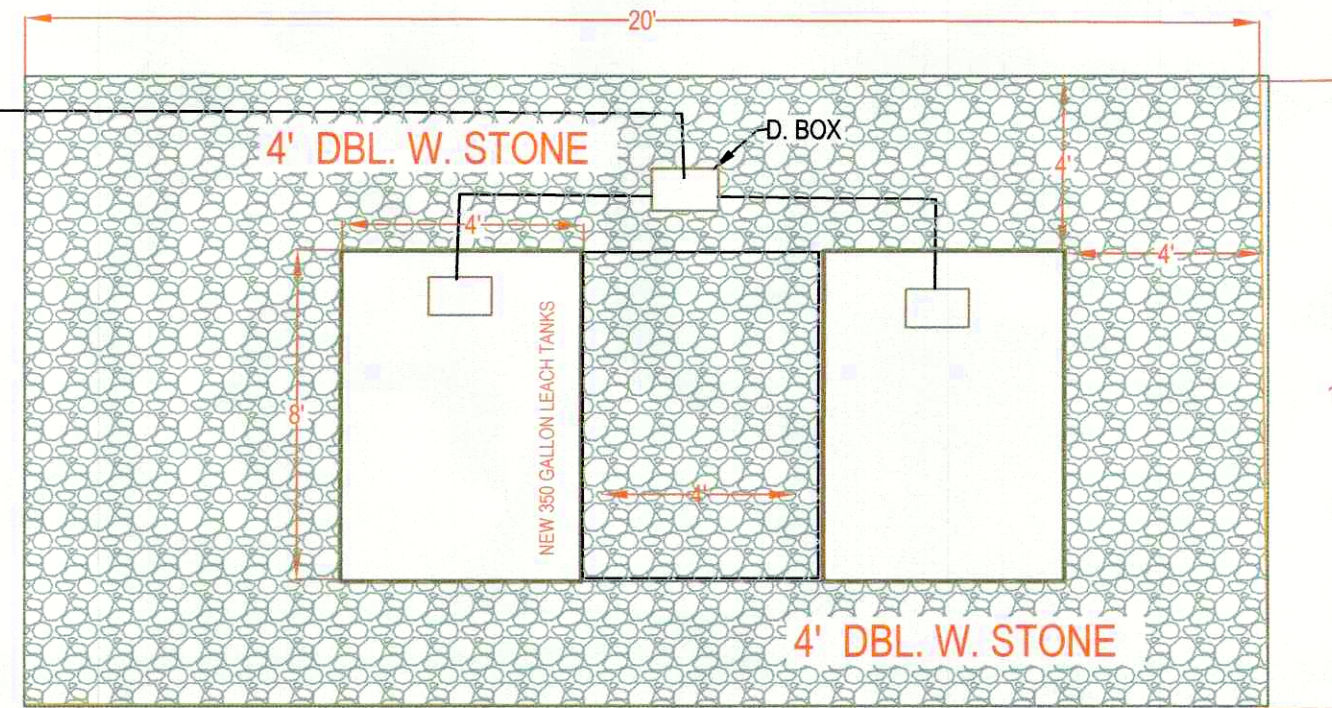 20'
4' DBL. W. STONE
D. BOX
4'
4'
4'
8'
NEW 350 GALLON LEACH TANKS
4'
4' DBL. W. STONE